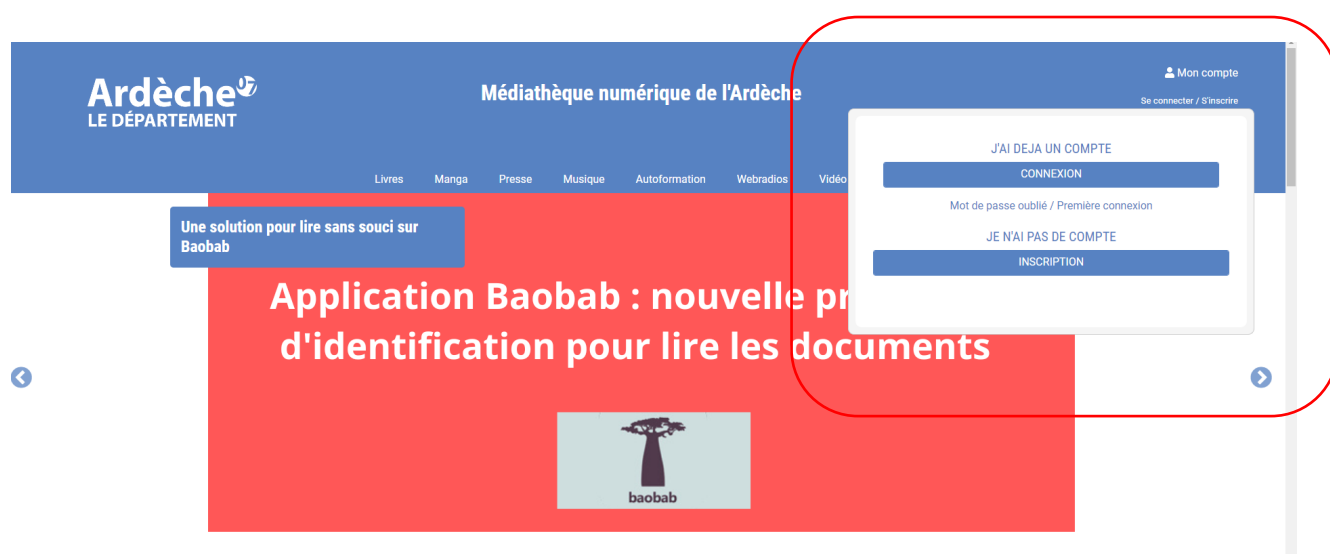 Ardèche07
LE DÉPARTEMENT
Médiathèque numérique de l'Ardèche
Mon compte
Se connecter / S'inscrire
Livres Manga Presse Musique Autoformation Webradios Vidéo
J'AI DEJA UN COMPTE
CONNEXION
Mot de passe oublié / Première connexion
JE N'AI PAS DE COMPTE
INSCRIPTION
Une solution pour lire sans souci sur
Baobab
Application Baobab : nouvelle pr
d'identification pour lire les documents
baobab